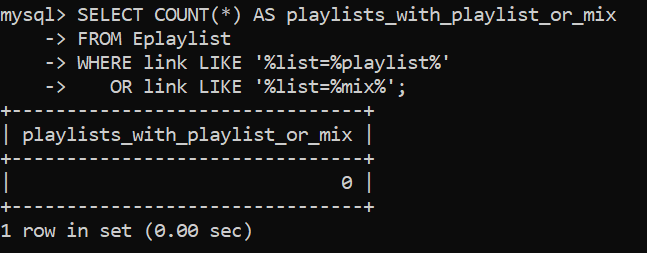 mysql> SELECT COUNT(*) AS playlists_with_playlist_or_mix
    -> FROM Eplaylist
    -> WHERE link LIKE '%list=%playlist%'
    ->    OR link LIKE '%list=%mix%';
+--------------------------------+
| playlists_with_playlist_or_mix |
+--------------------------------+
|                              0 |
+--------------------------------+
1 row in set (0.00 sec)